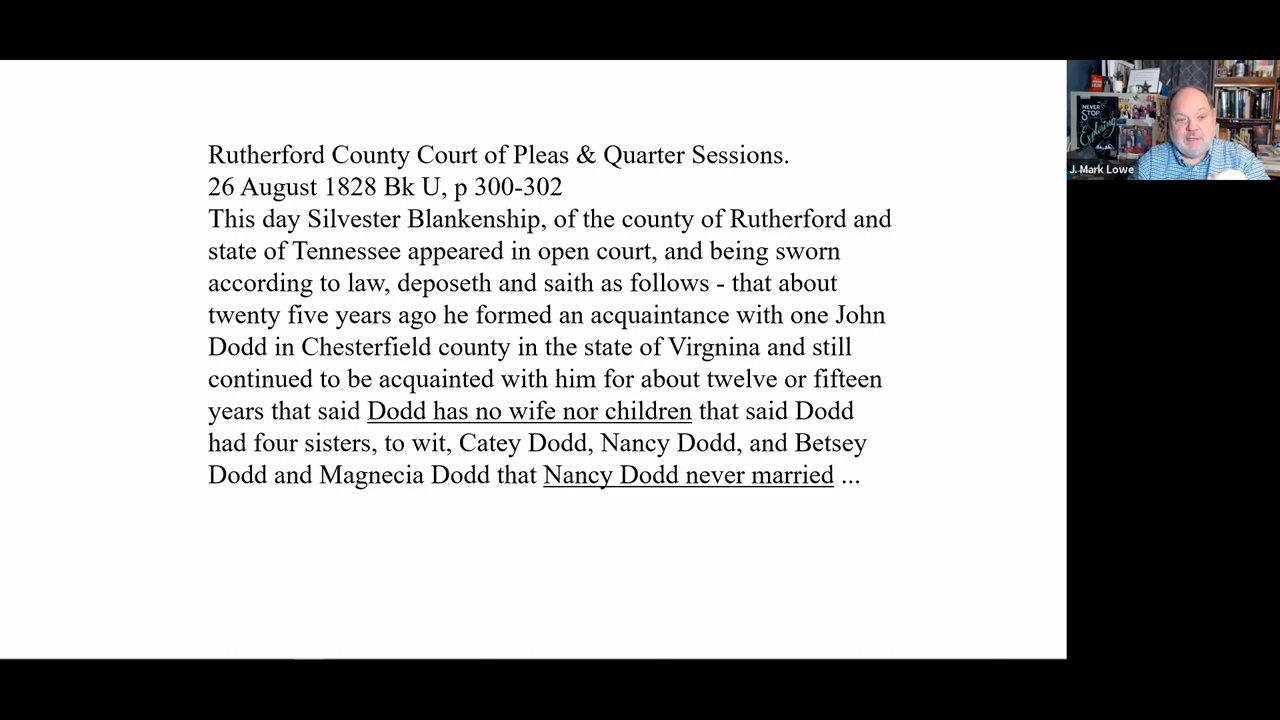 Rutherford County Court of Pleas & Quarter Sessions.
26 August 1828 Bk U, p 300-302
This day Silvester Blankenship, of the county of Rutherford and
state of Tennessee appeared in open court, and being sworn
according to law, deposeth and saith as follows - that about
twenty five years ago he formed an acquaintance with one John
Dodd in Chesterfield county in the state of Virgnina and still
continued to be acquainted with him for about twelve or fifteen
years that said Dodd has no wife nor children that said Dodd
had four sisters, to wit, Catey Dodd, Nancy Dodd, and Betsey
Dodd and Magnecia Dodd that Nancy Dodd never married ...
NEVER
STOP
Exploring
J. Mark Lowe